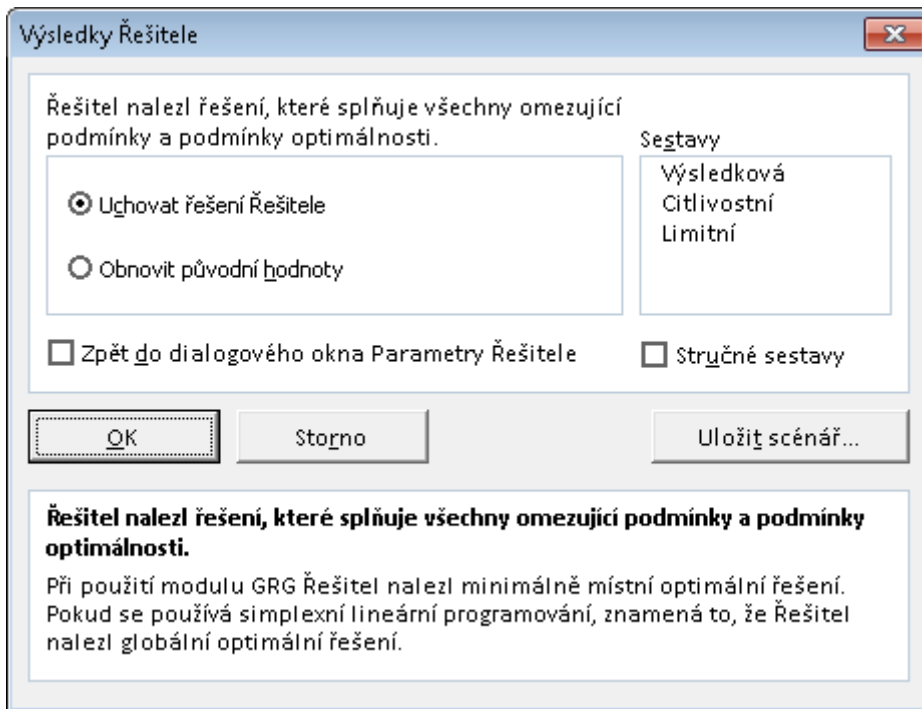 Výsledky Řešitele
Řešitel nalezl řešení, které splňuje všechny omezující
podmínky a podmínky optimálnosti.
Uchovat řešení Řešitele
Obnovit původní hodnoty
Sestavy
Výsledková
Citlivostní
Limitní
Zpět do dialogového okna Parametry Řešitele
Stručné sestavy
OK
Storno
Uložit scénář...
Řešitel nalezl řešení, které splňuje všechny omezující podmínky a podmínky
optimálnosti.
Při použití modulu GRG Řešitel nalezl minimálně místní optimální řešení.
Pokud se používá simplexní lineární programování, znamená to, že Řešitel
nalezl globální optimální řešení.